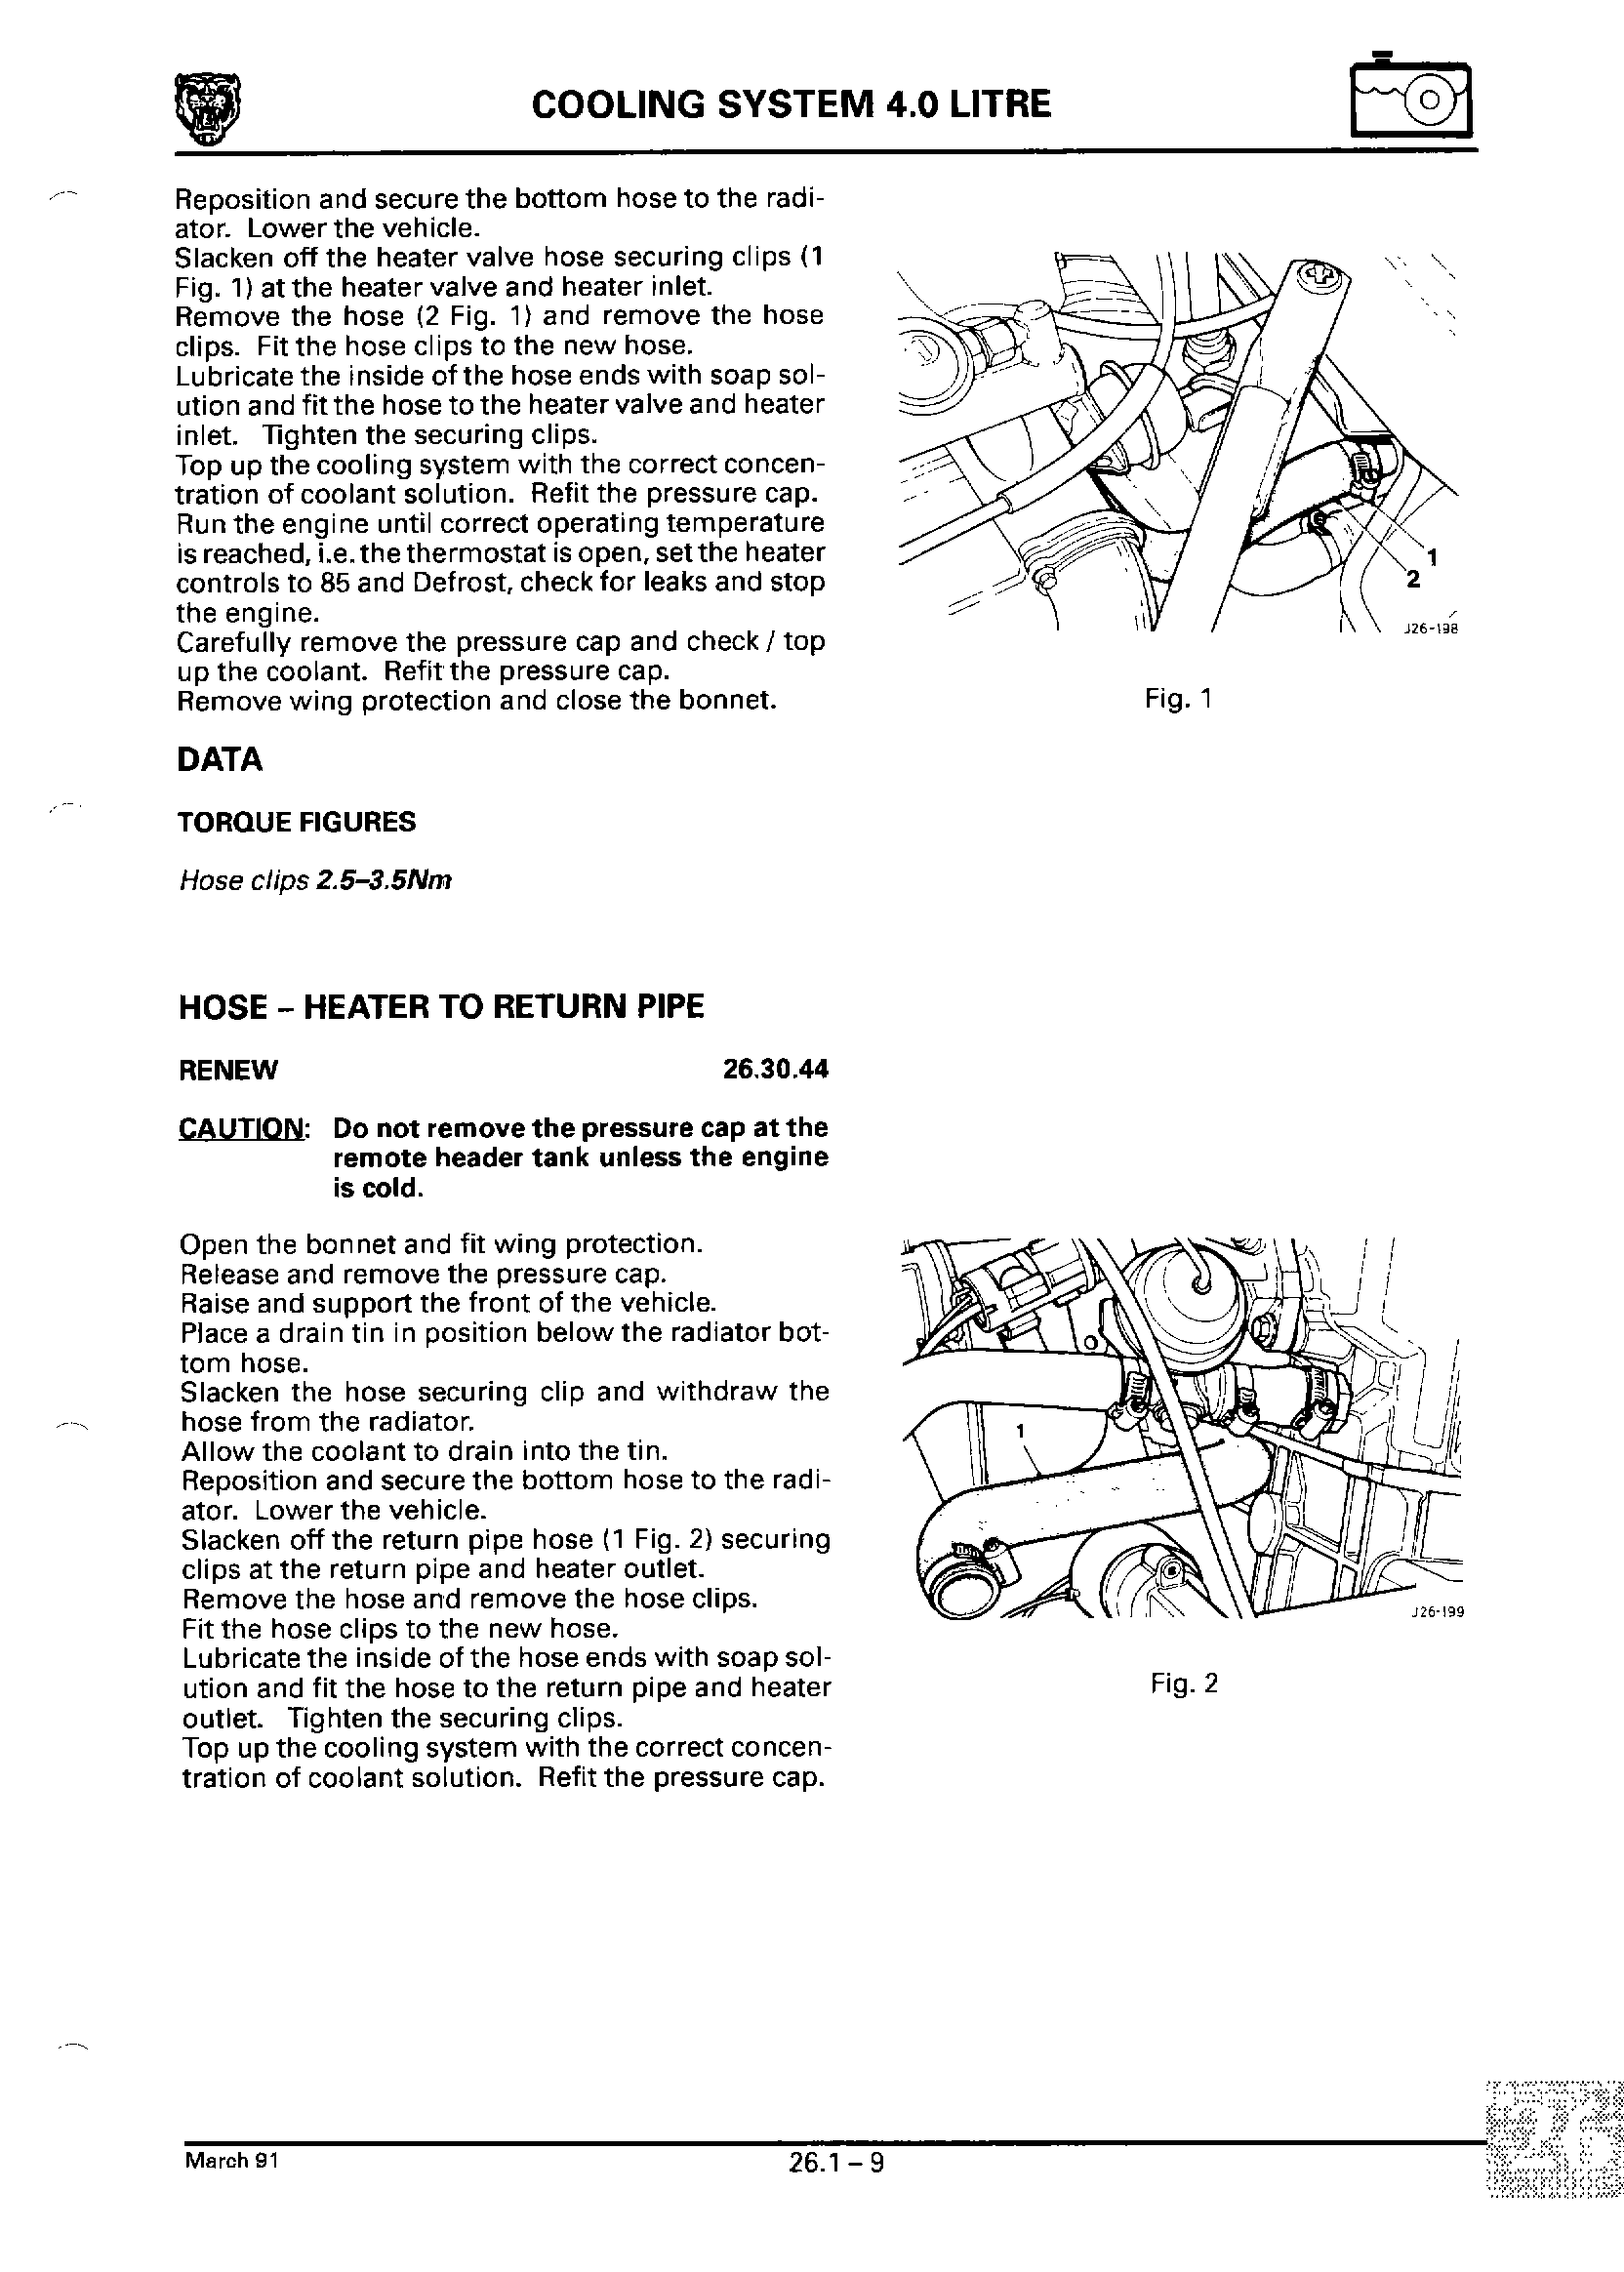 COOLING SYSTEM 4.0 LITRE
Reposition and secure the bottom hose to the radi-
ator. Lower the vehicle.
Slacken off the heater valve hose securing clips (1
Fig. 1) at the heater valve and heater inlet.
Remove the hose (2 Fig. 1) and remove the hose
clips. Fit the hose clips to the new hose.
Lubricate the inside of the hose ends with soap sol-
ution and fit the hose to the heater valve and heater
inlet. Tighten the securing clips.
Top up the cooling system with the correct concen-
tration of coolant solution. Refit the pressure cap.
Run the engine until correct operating temperature
is reached, i.e. the thermostat is open, set the heater
controls to 85 and Defrost, check for leaks and stop
the engine.
Carefully remove the pressure cap and check / top
up the coolant. Refit the pressure cap.
Remove wing protection and close the bonnet.
1
2
J26-198
Fig. 1
DATA
TORQUE FIGURES
Hose clips 2.5–3.5Nm
HOSE – HEATER TO RETURN PIPE
RENEW 26.30.44
CAUTION: Do not remove the pressure cap at the
remote header tank unless the engine
is cold.
Open the bonnet and fit wing protection.
Release and remove the pressure cap.
Raise and support the front of the vehicle.
Place a drain tin in position below the radiator bot-
tom hose.
Slacken the hose securing clip and withdraw the
hose from the radiator.
Allow the coolant to drain into the tin.
Reposition and secure the bottom hose to the radi-
ator. Lower the vehicle.
Slacken off the return pipe hose (1 Fig. 2) securing
clips at the return pipe and heater outlet.
Remove the hose and remove the hose clips.
Fit the hose clips to the new hose.
Lubricate the inside of the hose ends with soap sol-
ution and fit the hose to the return pipe and heater
outlet. Tighten the securing clips.
Top up the cooling system with the correct concen-
tration of coolant solution. Refit the pressure cap.
1
J26-199
Fig. 2
March 91
26.1 – 9
26